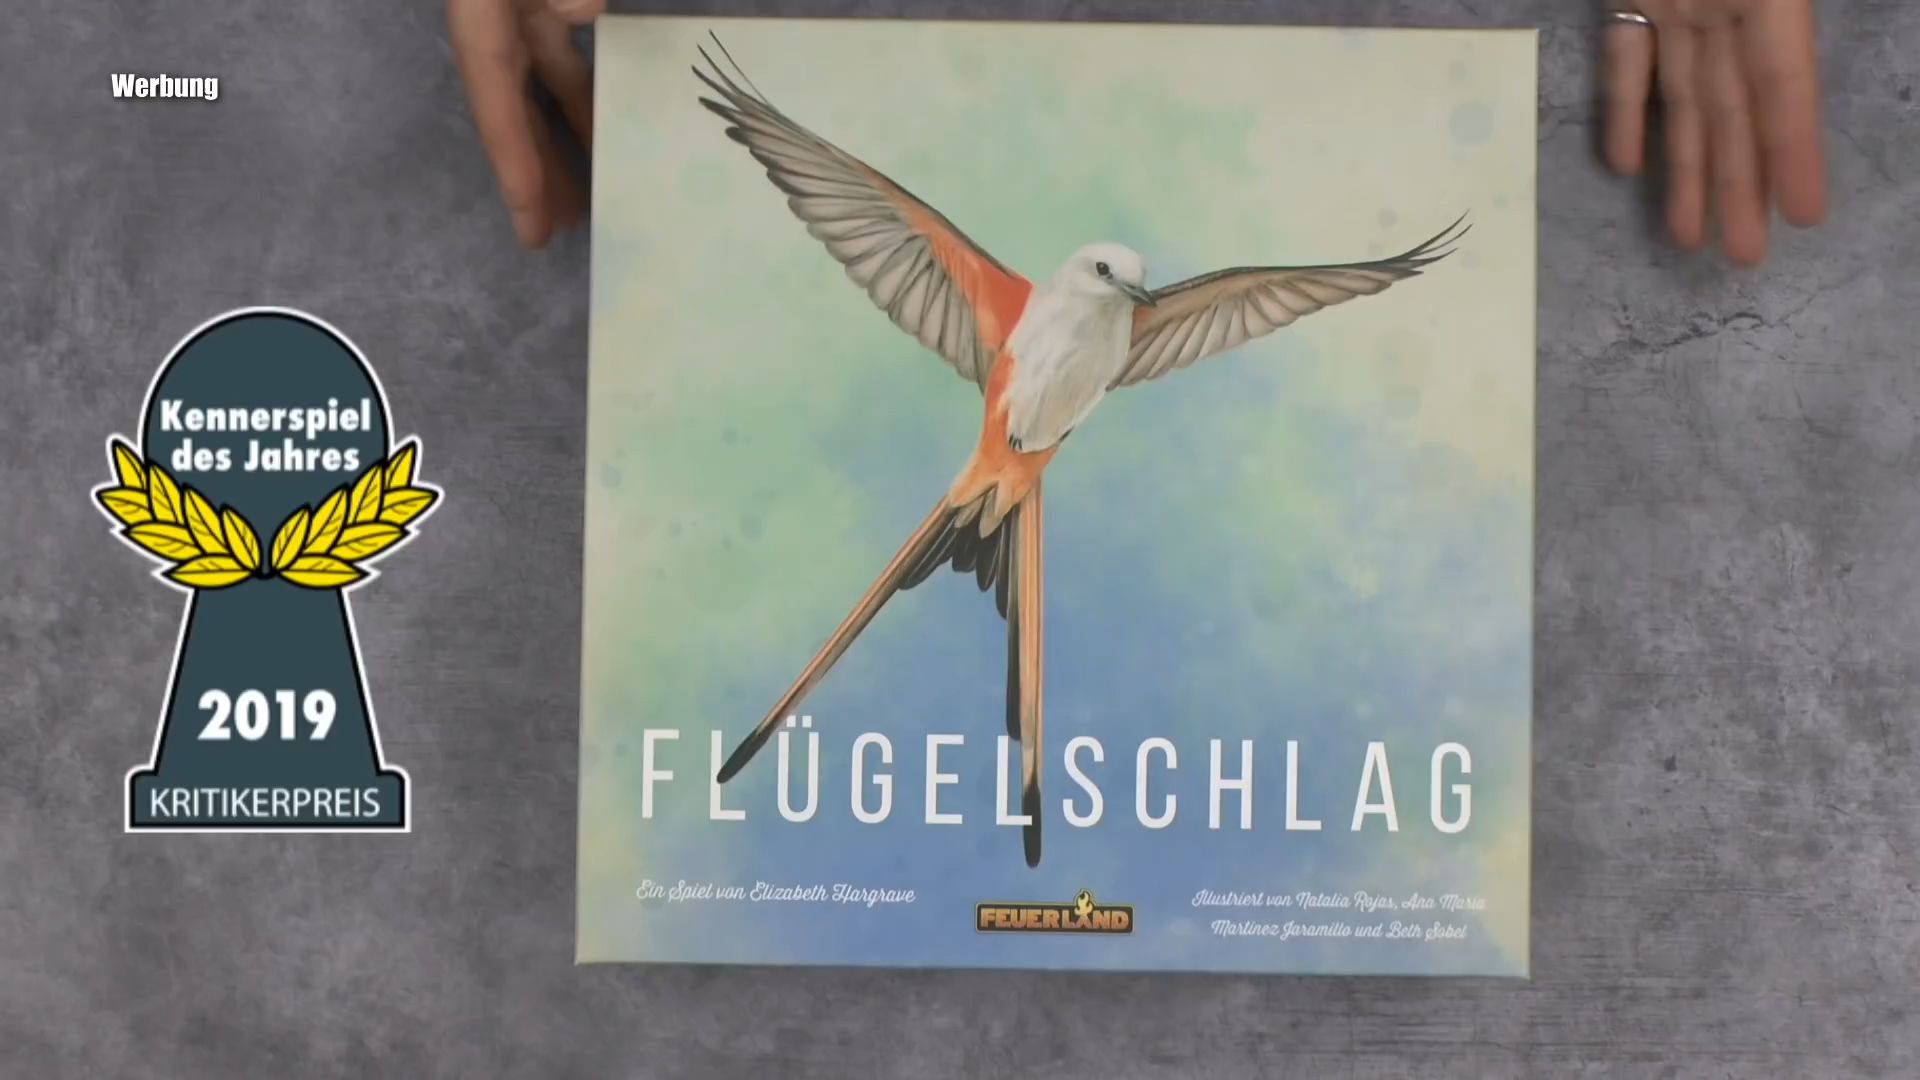 Werbung
Kennerspiel
des Jahres
2019
KRITIKERPREIS
FLÜGELSCHLAG
Ein Spiel von Elizabeth Hargrave
FEUERLAND
Illustriert von Natalia Rojas, Ana Maria
Martinez Jaramillo und Beth Sobel